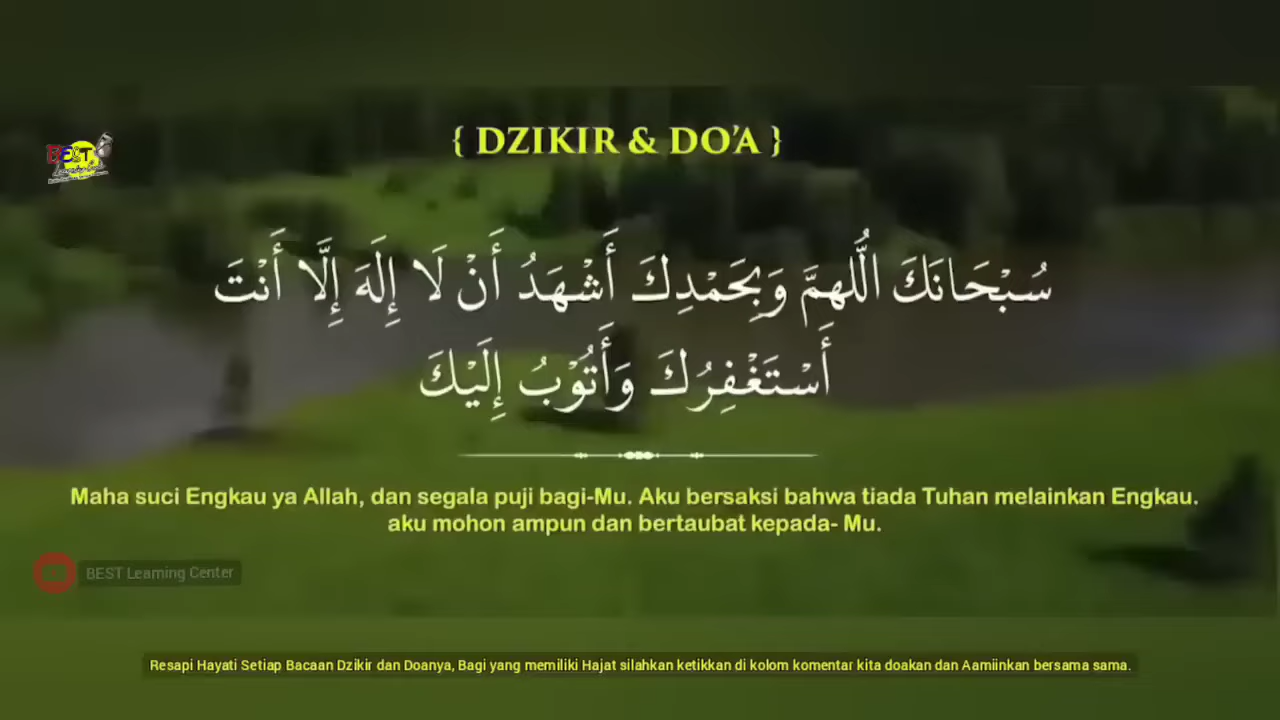 { DZIKIR & DO'A }
BEST
سُبْحَانَكَ اللَّهُمَّ وَبِحَمْدِكَ أَشْهَدُ أَنْ لَا إِلَهَ إِلَّا أَنْتَ
أَسْتَغْفِرُكَ وَأَتُوْبُ إِلَيْكَ
Maha suci Engkau ya Allah, dan segala puji bagi-Mu. Aku bersaksi bahwa tiada Tuhan melainkan Engkau.
aku mohon ampun dan bertaubat kepada- Mu.
BEST Learning Center
Resapi Hayati Setiap Bacaan Dzikir dan Doanya, Bagi yang memiliki Hajat silahkan ketikkan di kolom komentar kita doakan dan Aamiinkan bersama sama.